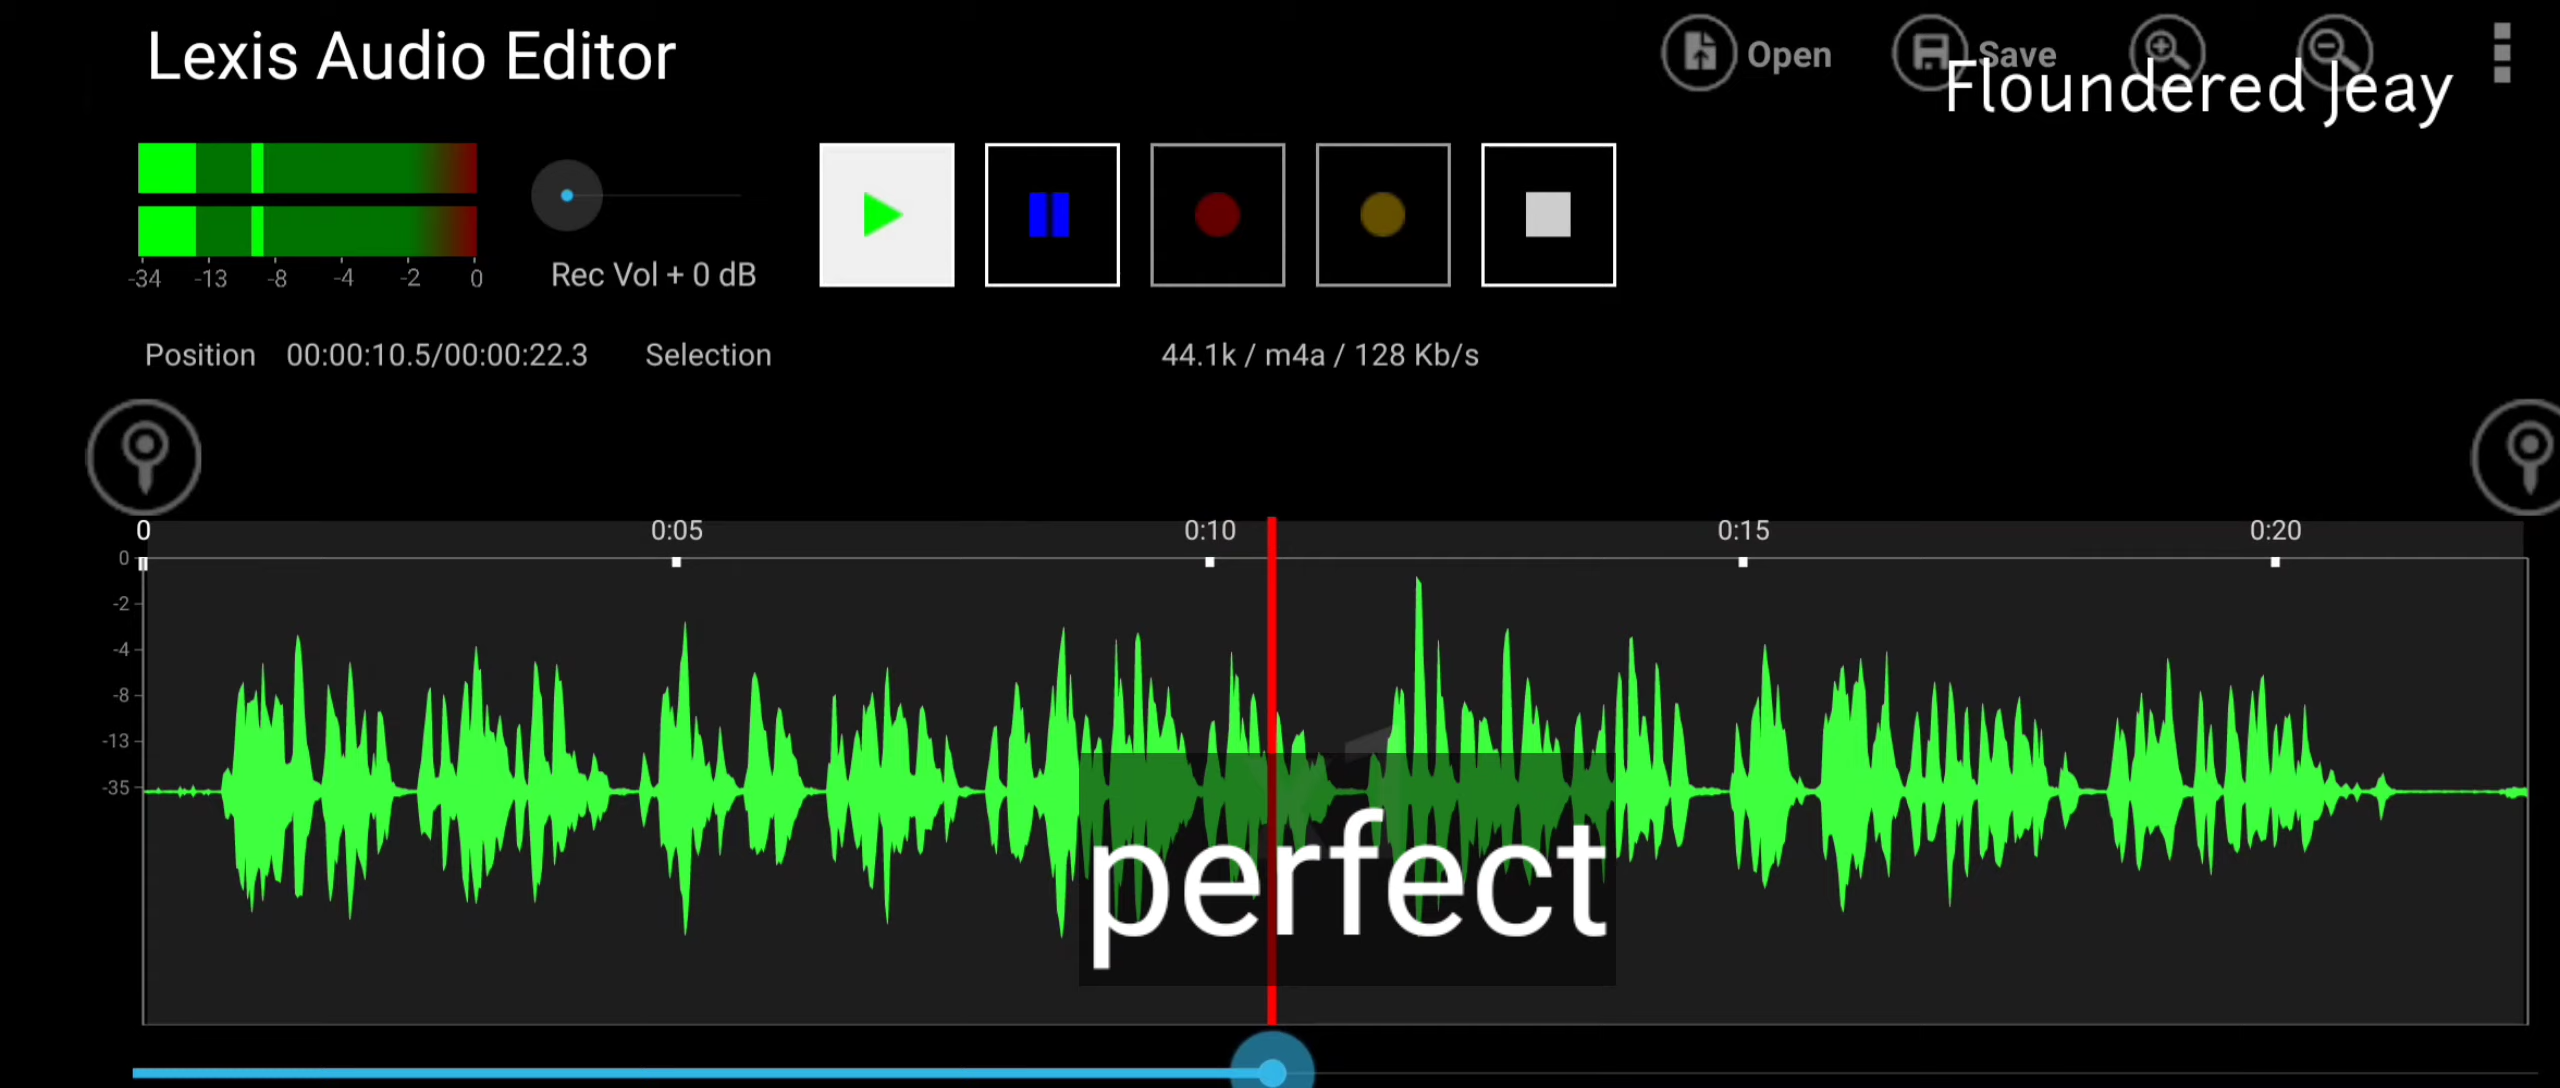 Lexis Audio Editor
Open
Save
Floundered Jeay
-34 -13 -8 -4 -2 0
Rec Vol + 0 dB
Position 00:00:10.5/00:00:22.3 Selection 44.1k / m4a / 128 Kb/s
0 0:05 0:10 0:15 0:20
0
-2
-4
-8
-13
-35
perfect